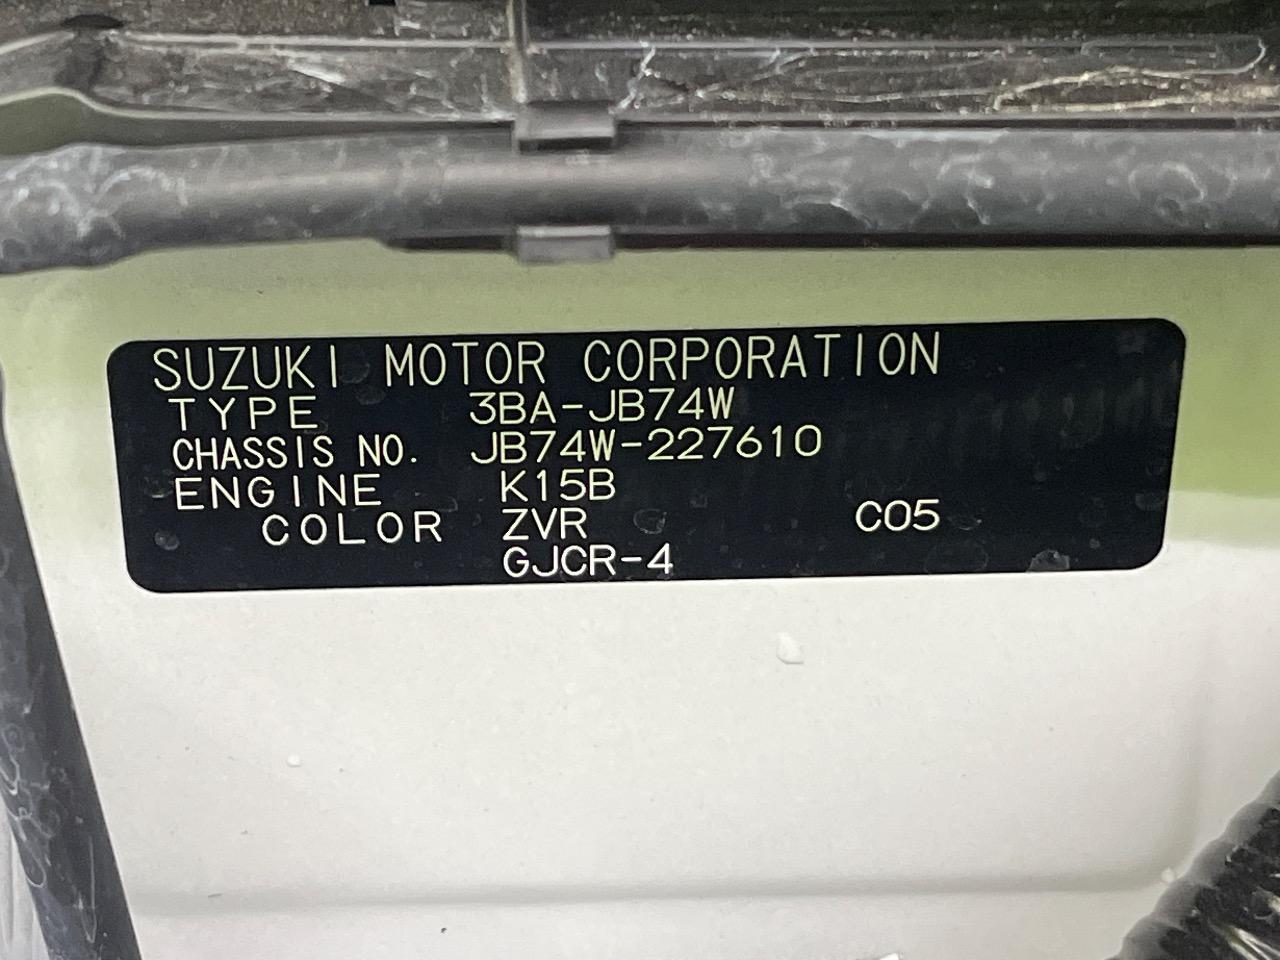 SUZUKI MOTOR CORPORATION
TYPE 3BA-JB74W
CHASSIS NO. JB74W-227610
ENGINE K15B
COLOR ZVR C05
GJCR-4